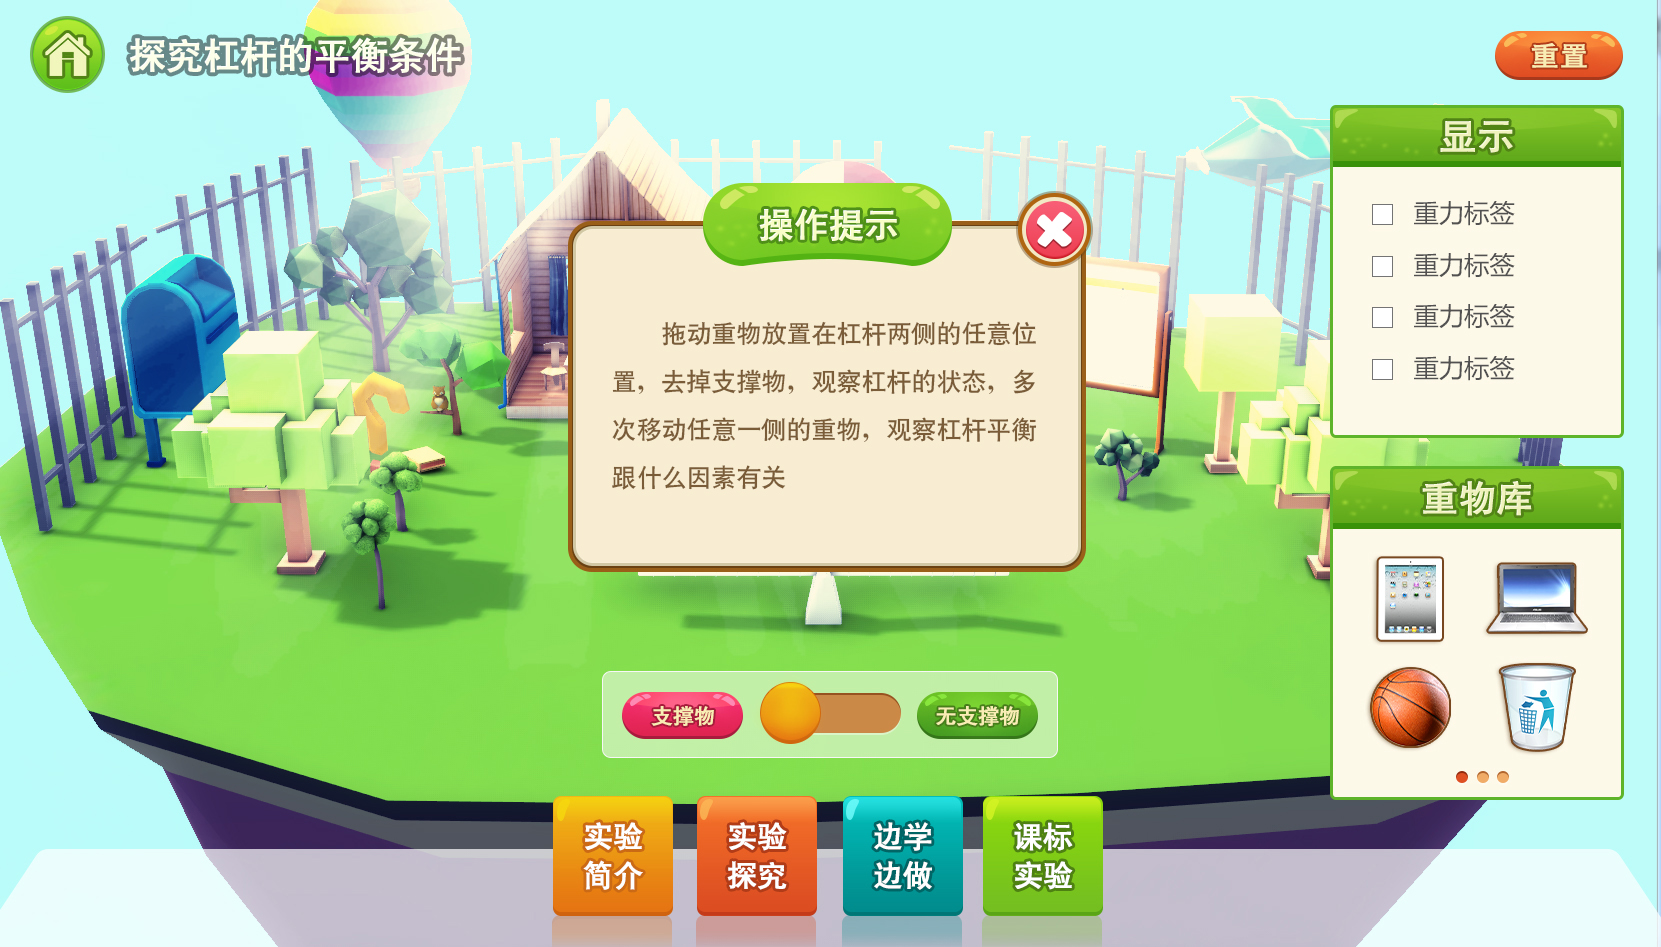 探究杠杆的平衡条件
重置
显示
重力标签
重力标签
重力标签
重力标签
操作提示
拖动重物放置在杠杆两侧的任意位
置，去掉支撑物，观察杠杆的状态，多
次移动任意一侧的重物，观察杠杆平衡
跟什么因素有关
重物库
支撑物
无支撑物
实验
简介
实验
探究
边学
边做
课标
实验